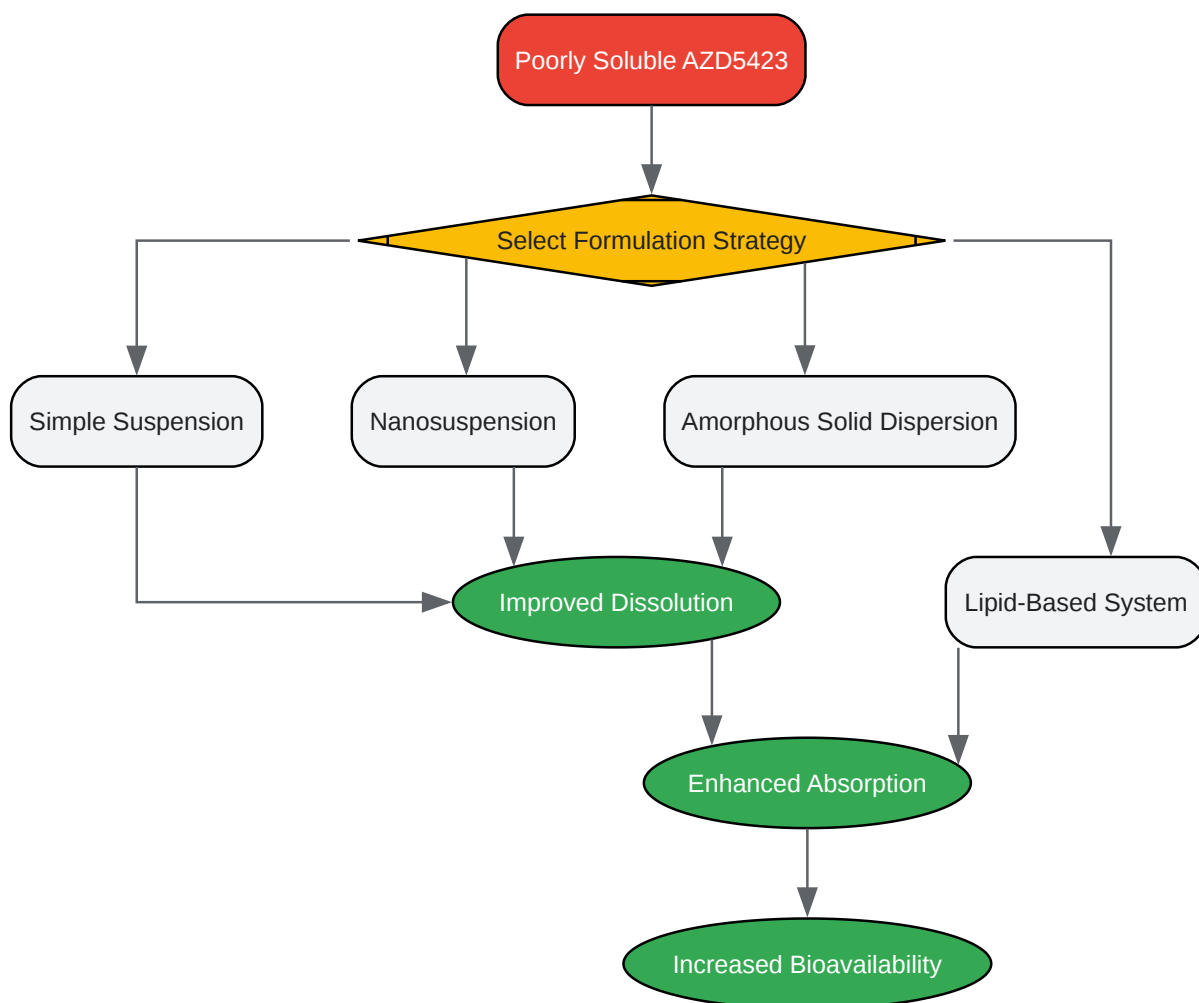 Poorly Soluble AZD5423
Select Formulation Strategy
Simple Suspension
Nanosuspension
Amorphous Solid Dispersion
Improved Dissolution
Lipid-Based System
Enhanced Absorption
Increased Bioavailability